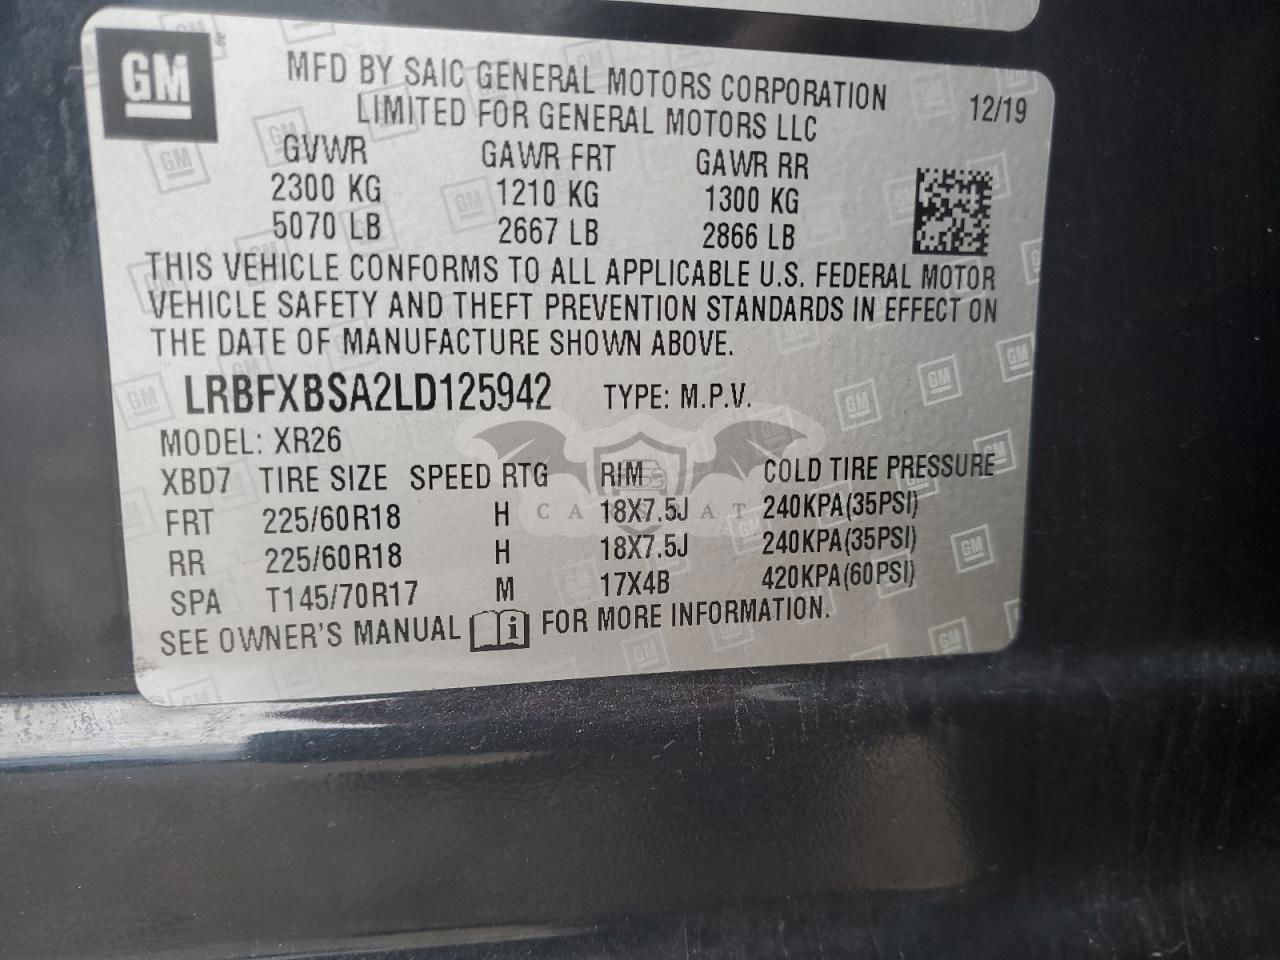 GM
MFD BY SAIC GENERAL MOTORS CORPORATION
LIMITED FOR GENERAL MOTORS LLC
12/19
GVWR GAWR FRT GAWR RR
2300 KG 1210 KG 1300 KG
5070 LB 2667 LB 2866 LB
THIS VEHICLE CONFORMS TO ALL APPLICABLE U.S. FEDERAL MOTOR
VEHICLE SAFETY AND THEFT PREVENTION STANDARDS IN EFFECT ON
THE DATE OF MANUFACTURE SHOWN ABOVE.
LRBFXBSA2LD125942 TYPE: M.P.V.
MODEL: XR26
XBD7 TIRE SIZE SPEED RTG RIM COLD TIRE PRESSURE
FRT 225/60R18 H 18X7.5J 240KPA(35PSI)
RR 225/60R18 H 18X7.5J 240KPA(35PSI)
SPA T145/70R17 M 17X4B 420KPA(60PSI)
SEE OWNER'S MANUAL i FOR MORE INFORMATION.